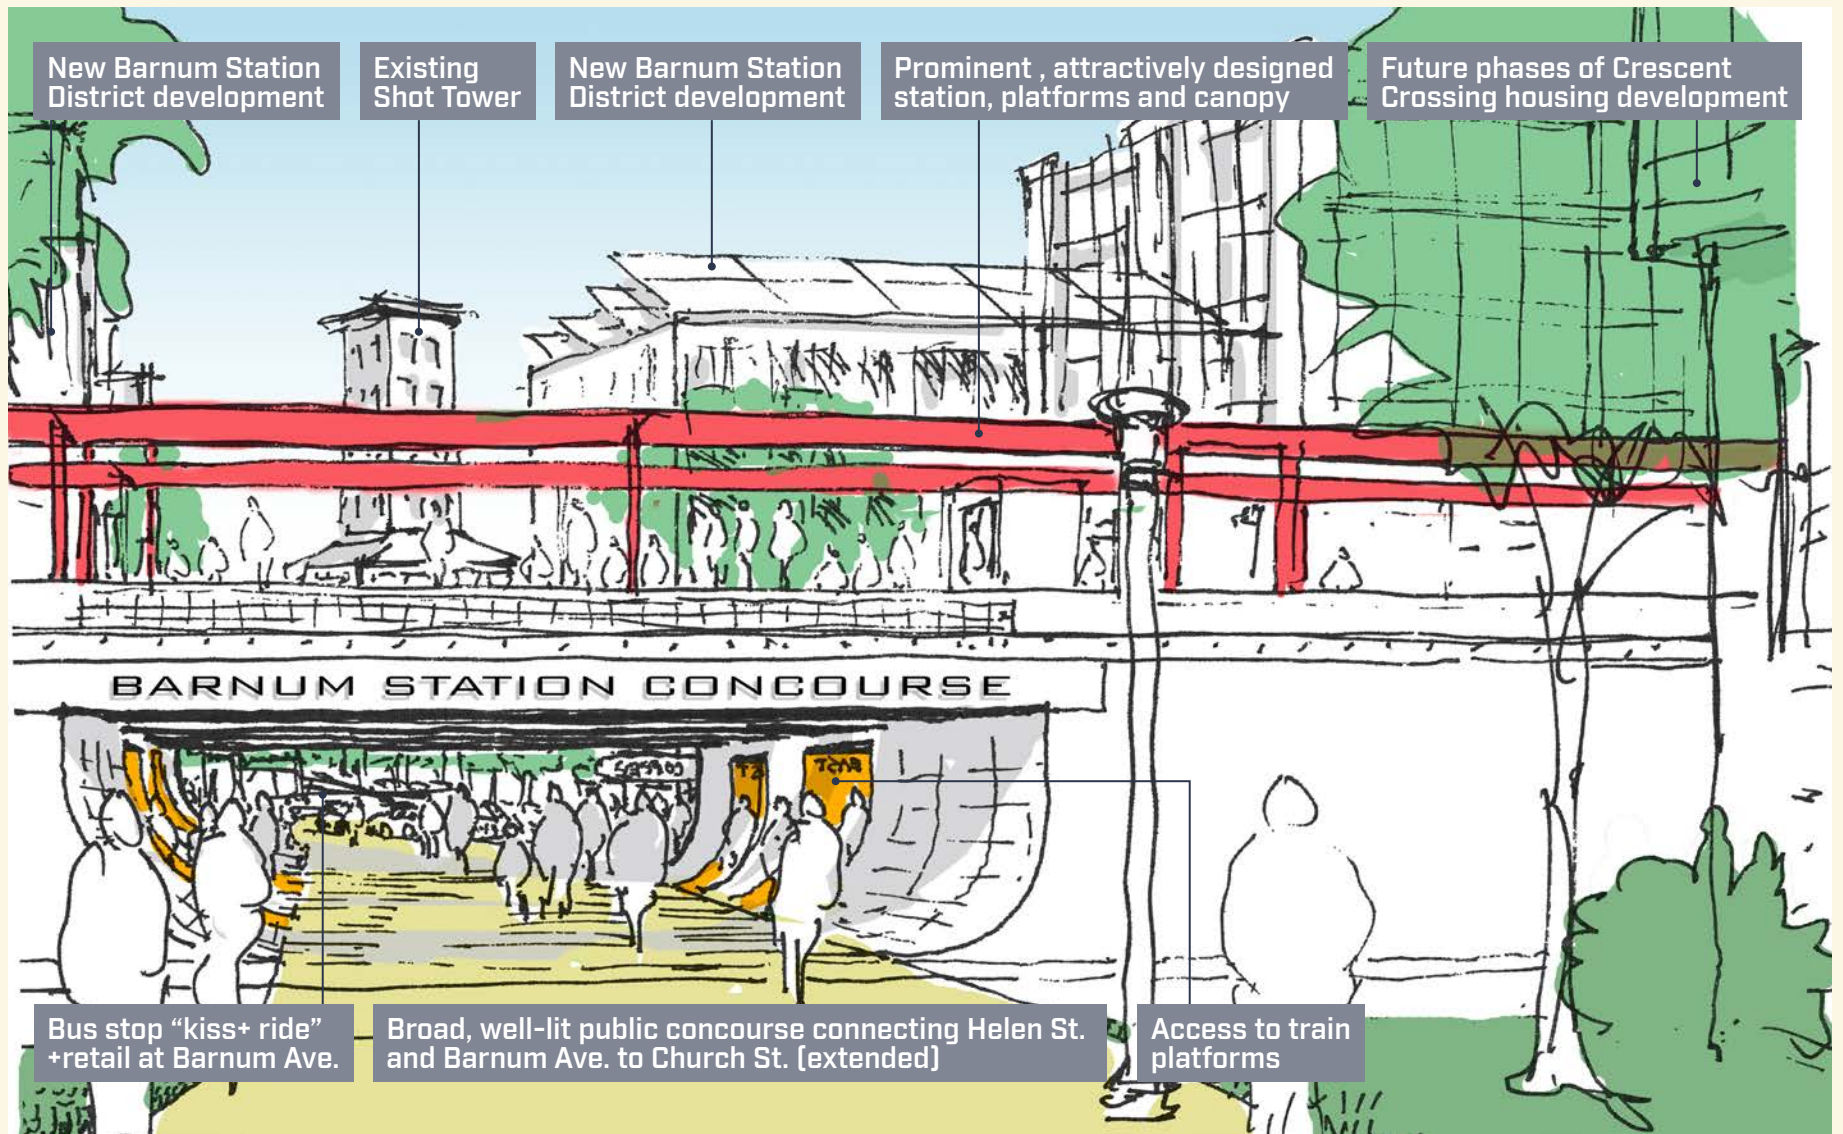 New Barnum Station
District development
Existing
Shot Tower
New Barnum Station
District development
Prominent , attractively designed
station, platforms and canopy
Future phases of Crescent
Crossing housing development
BARNUM STATION CONCOURSE
EAST
Bus stop “kiss+ ride”
+retail at Barnum Ave.
Broad, well-lit public concourse connecting Helen St.
and Barnum Ave. to Church St. (extended)
Access to train
platforms